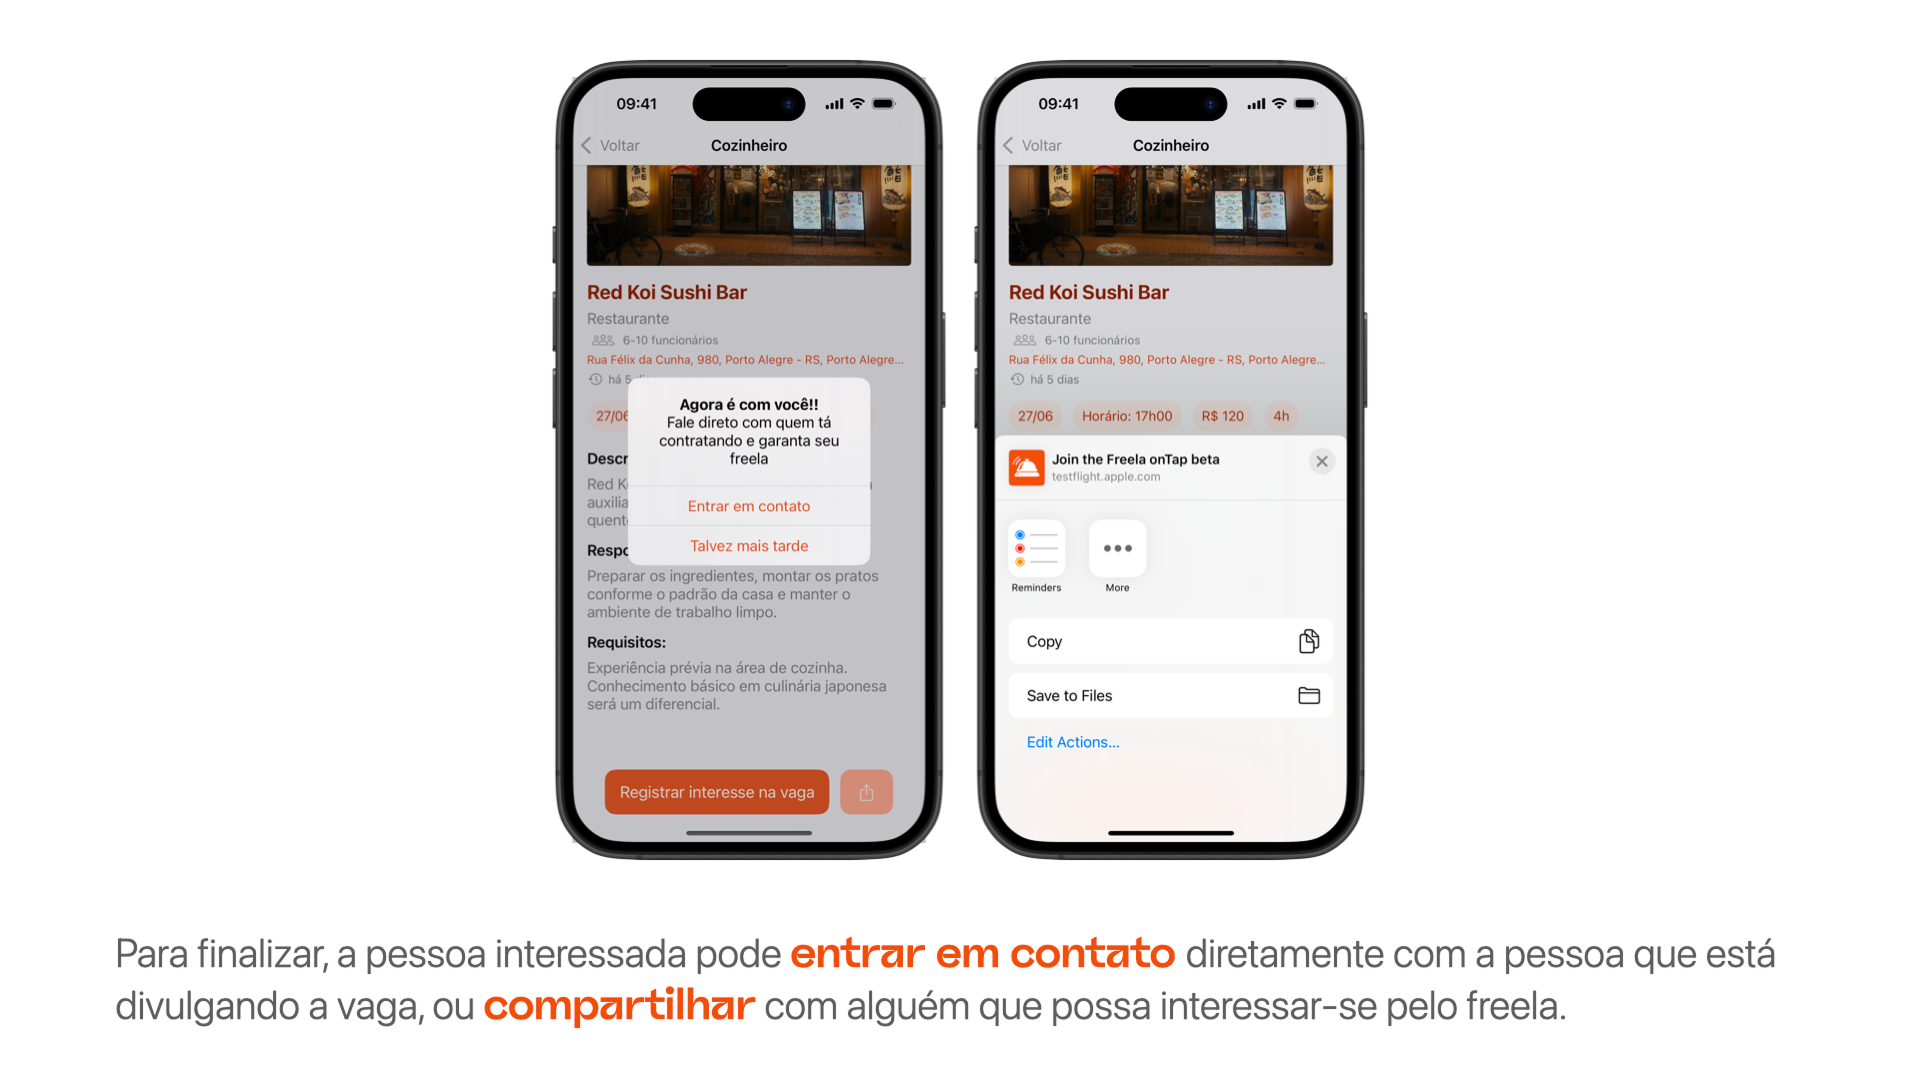 09:41
Voltar
Cozinheiro
Red Koi Sushi Bar
Restaurante
6-10 funcionários
Rua Félix da Cunha, 980, Porto Alegre - RS, Porto Alegre...
há 5
27/06
Agora é com você!!
Fale direto com quem tá
contratando e garanta seu
freela
Entrar em contato
Talvez mais tarde
Descr
Red K
auxilia
quent
Respo
Preparar os ingredientes, montar os pratos
conforme o padrão da casa e manter o
ambiente de trabalho limpo.
Requisitos:
Experiência prévia na área de cozinha.
Conhecimento básico em culinária japonesa
será um diferencial.
Registrar interesse na vaga
09:41
Voltar
Cozinheiro
Red Koi Sushi Bar
Restaurante
6-10 funcionários
Rua Félix da Cunha, 980, Porto Alegre - RS, Porto Alegre...
há 5 dias
27/06 Horário: 17h00 R$ 120 4h
Join the Freela onTap beta
testflight.apple.com
Reminders More
Copy
Save to Files
Edit Actions...
Para finalizar, a pessoa interessada pode entrar em contato diretamente com a pessoa que está
divulgando a vaga, ou compartilhar com alguém que possa interessar-se pelo freela.